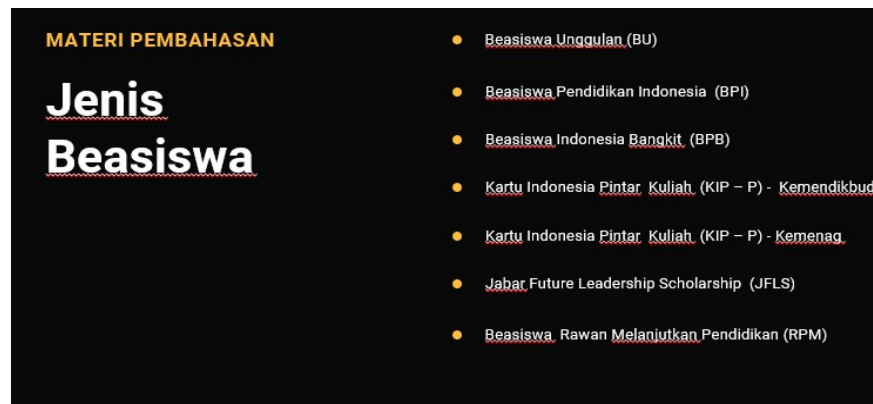 MATERI PEMBAHASAN
Jenis
Beasiswa
Beasiswa Unggulan (BU)
Beasiswa Pendidikan Indonesia (BPI)
Beasiswa Indonesia Bangkit (BPB)
Kartu Indonesia Pintar Kuliah (KIP – P) - Kemendikbud
Kartu Indonesia Pintar Kuliah (KIP – P) - Kemenag
Jabar Future Leadership Scholarship (JFLS)
Beasiswa Rawan Melanjutkan Pendidikan (RPM)